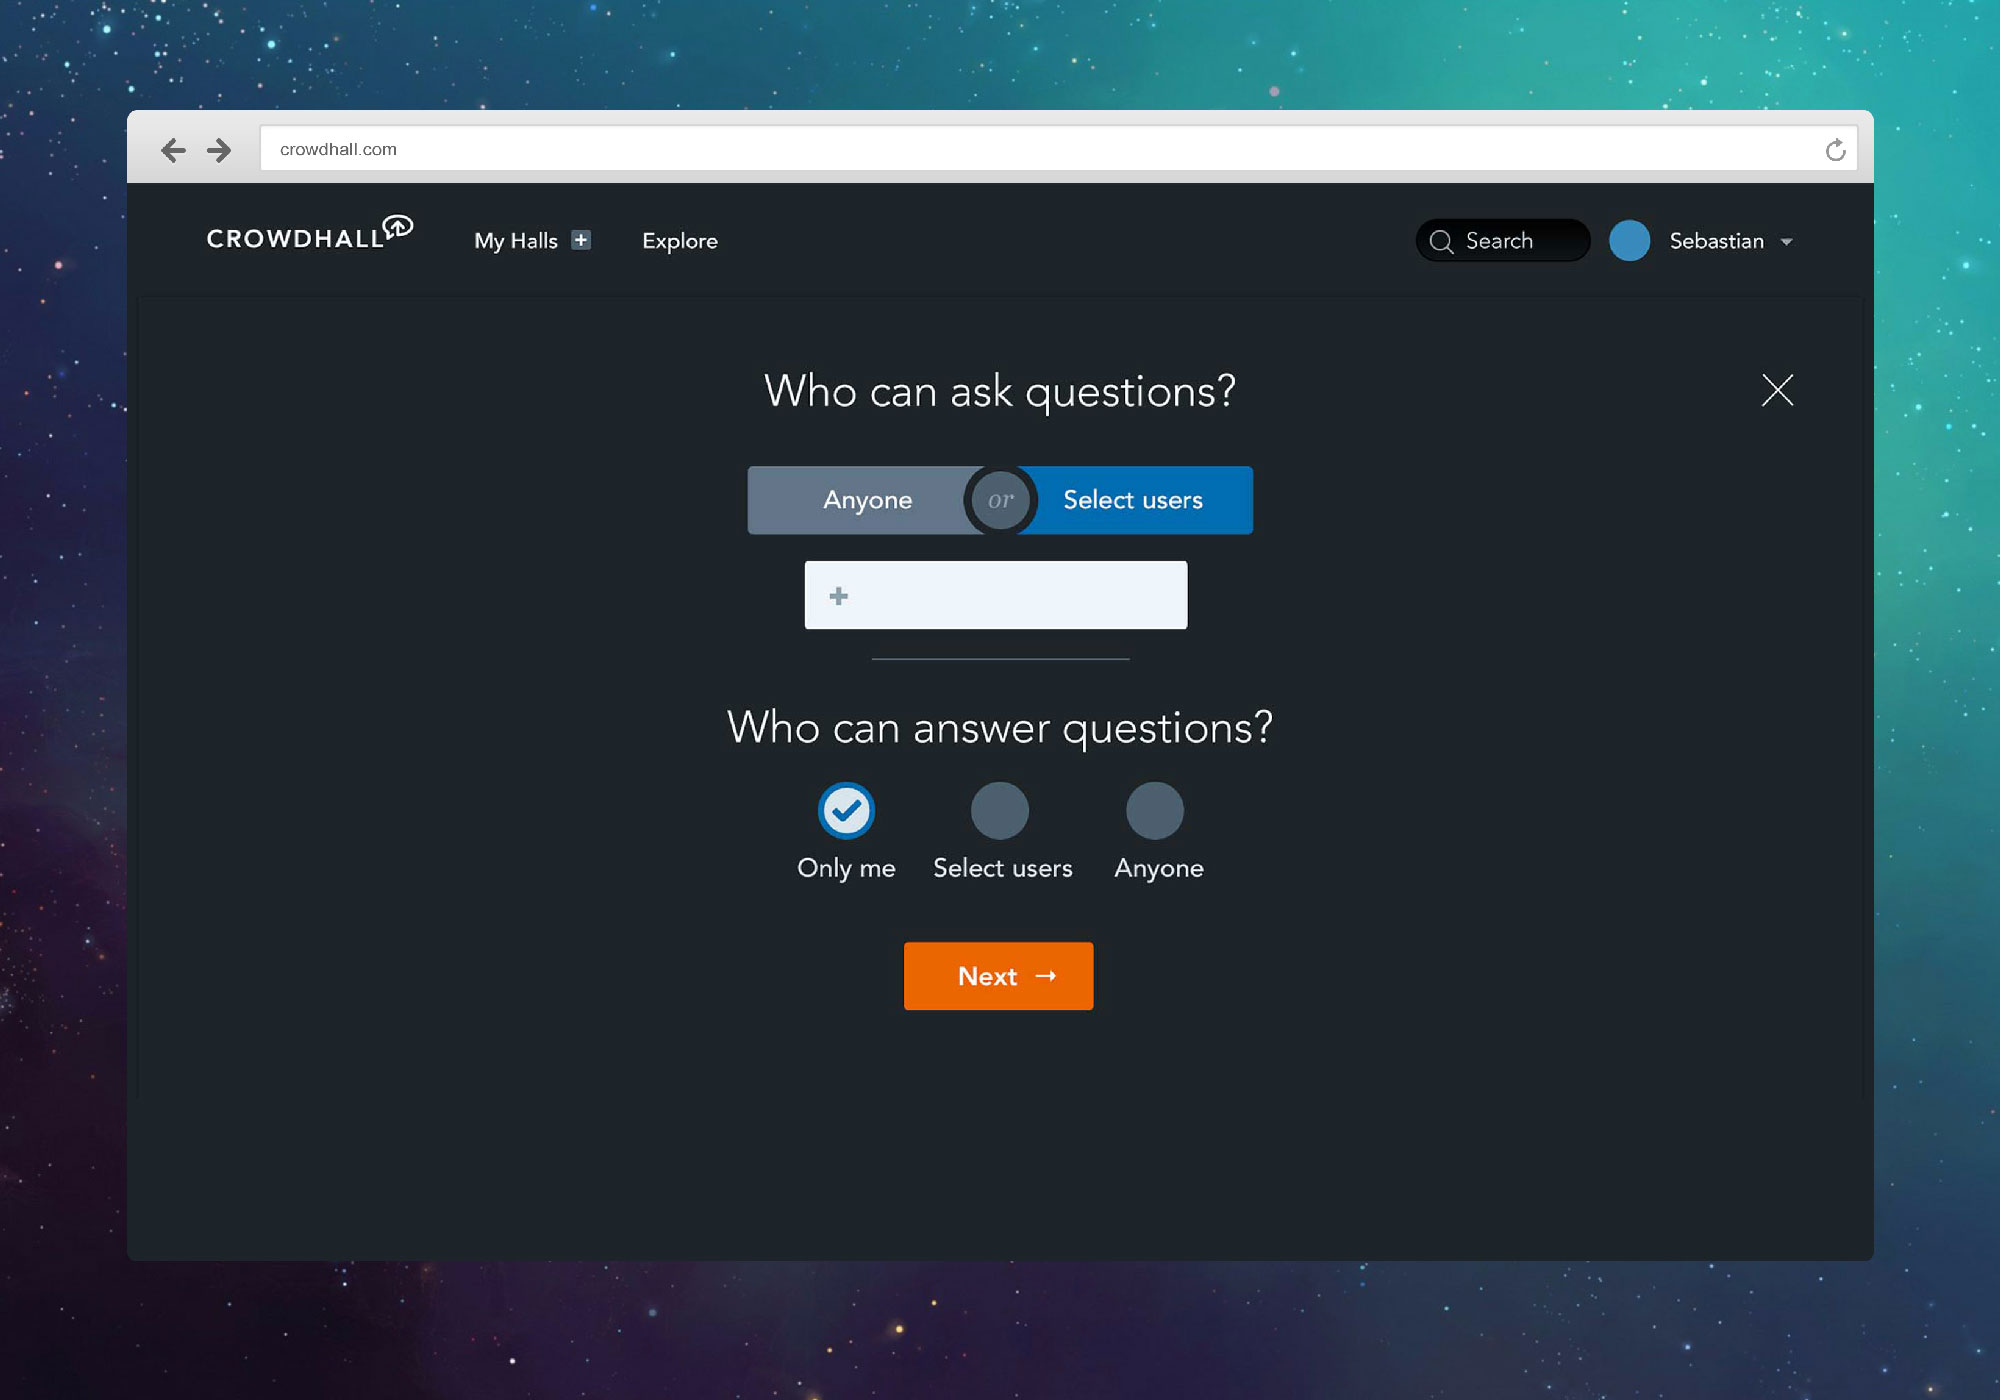 crowdhall.com
CROWDHALL
My Halls
Explore
Search
Sebastian
Who can ask questions?
Anyone or Select users
Who can answer questions?
Only me
Select users
Anyone
Next →